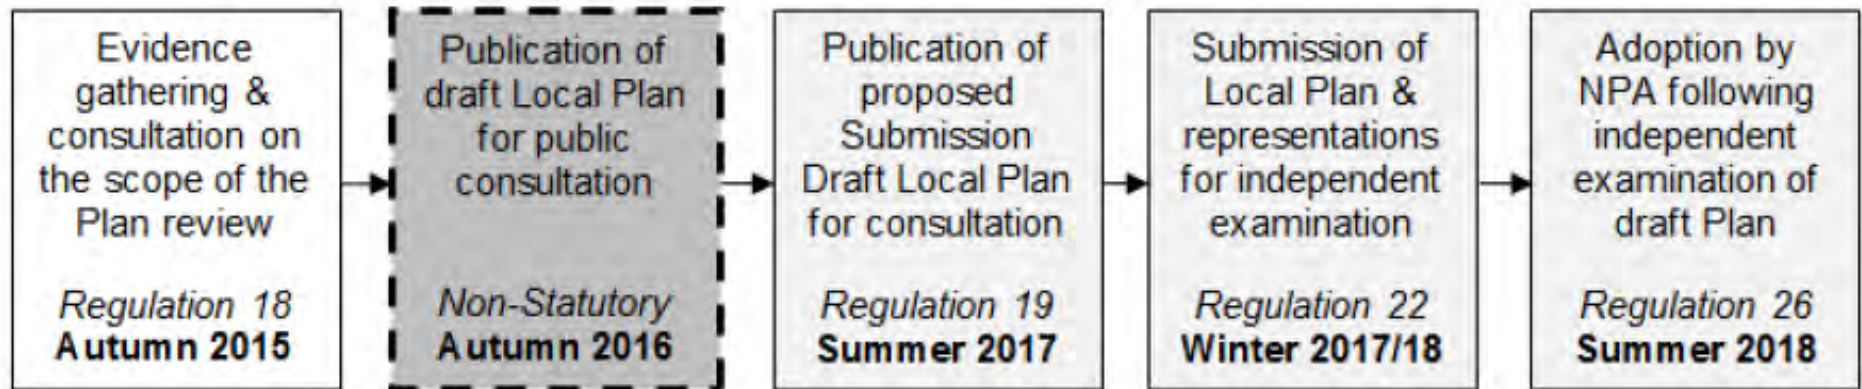 Evidence
gathering &
consultation on
the scope of the
Plan review
Regulation 18
Autumn 2015
Publication of
draft Local Plan
for public
consultation
Non-Statutory
Autumn 2016
Publication of
proposed
Submission
Draft Local Plan
for consultation
Regulation 19
Summer 2017
Submission of
Local Plan &
representations
for independent
examination
Regulation 22
Winter 2017/18
Adoption by
NPA following
independent
examination of
draft Plan
Regulation 26
Summer 2018